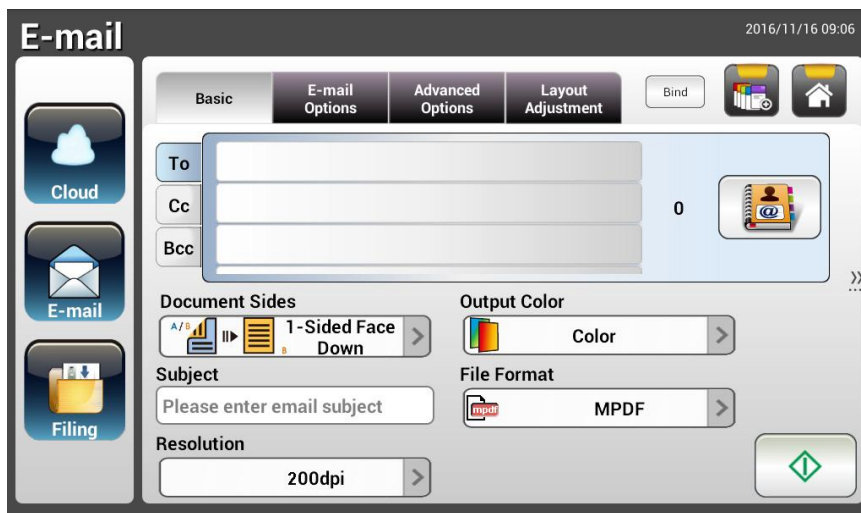 E-mail
2016/11/16 09:06
Basic
E-mail
Options
Advanced
Options
Layout
Adjustment
Bind
Cloud
E-mail
Filing
To
Cc
Bcc
0
@
Document Sides
A/B
B
1-Sided Face
Down
Output Color
Color
Subject
Please enter email subject
File Format
mpdf
MPDF
Resolution
200dpi